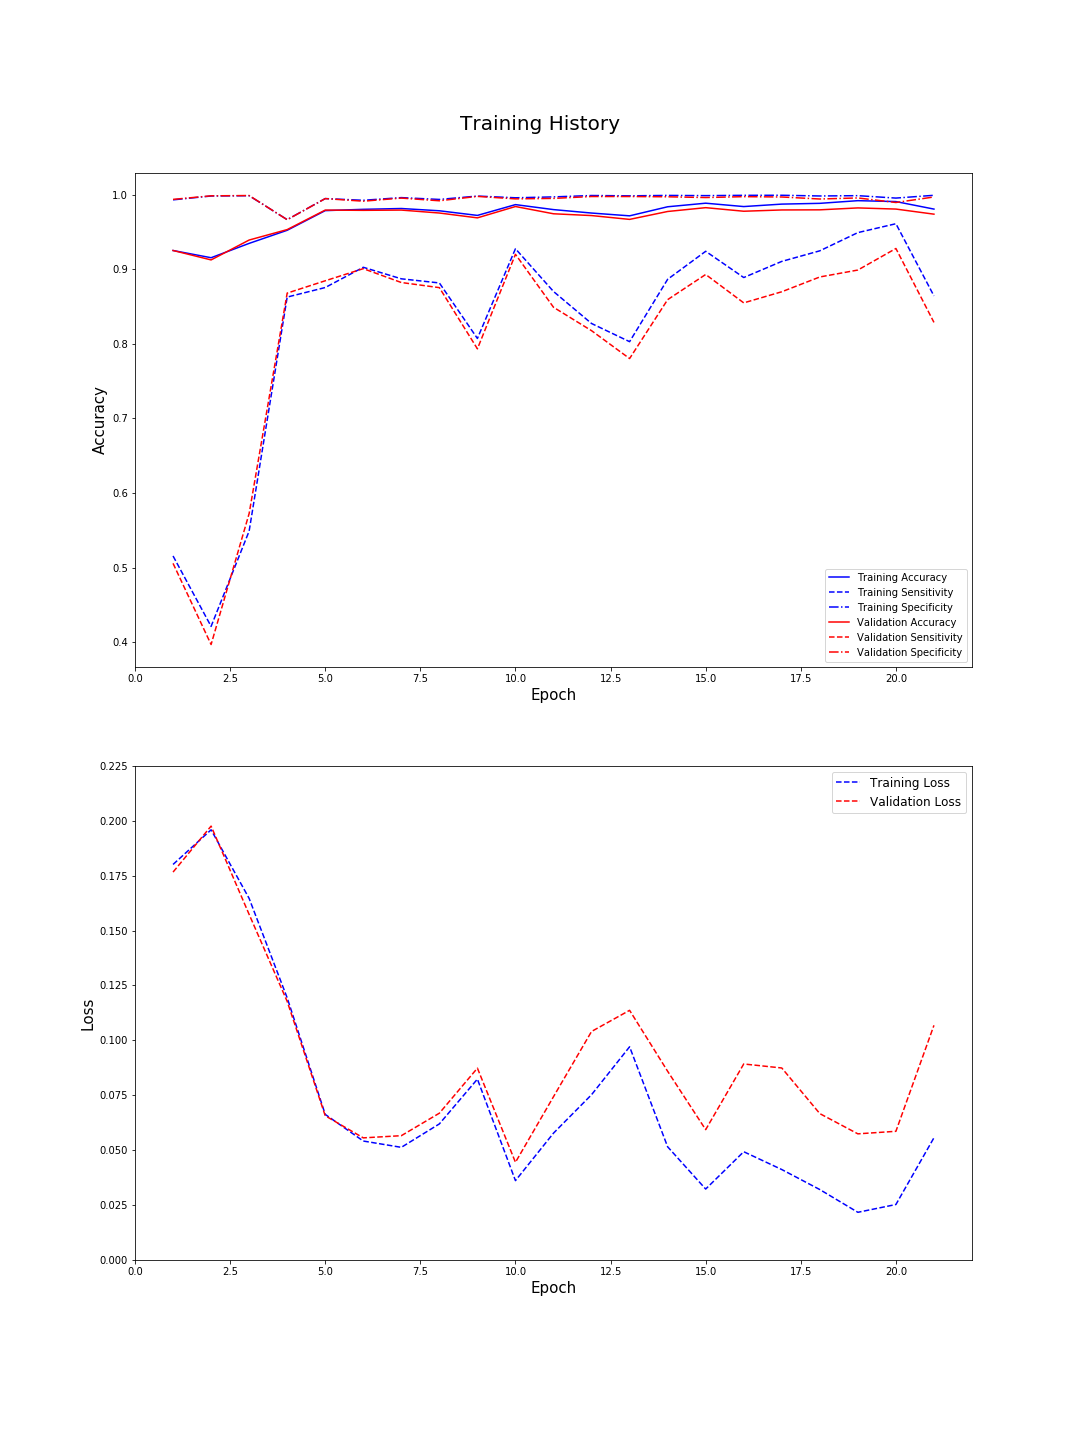 Training History
1.0
0.9
0.8
0.7
0.6
0.5
0.4
Accuracy
Training Accuracy
Training Sensitivity
Training Specificity
Validation Accuracy
Validation Sensitivity
Validation Specificity
0.0 2.5 5.0 7.5 10.0 12.5 15.0 17.5 20.0
Epoch
0.225
0.200
0.175
0.150
0.125
0.100
0.075
0.050
0.025
0.000
Loss
Training Loss
Validation Loss
0.0 2.5 5.0 7.5 10.0 12.5 15.0 17.5 20.0
Epoch